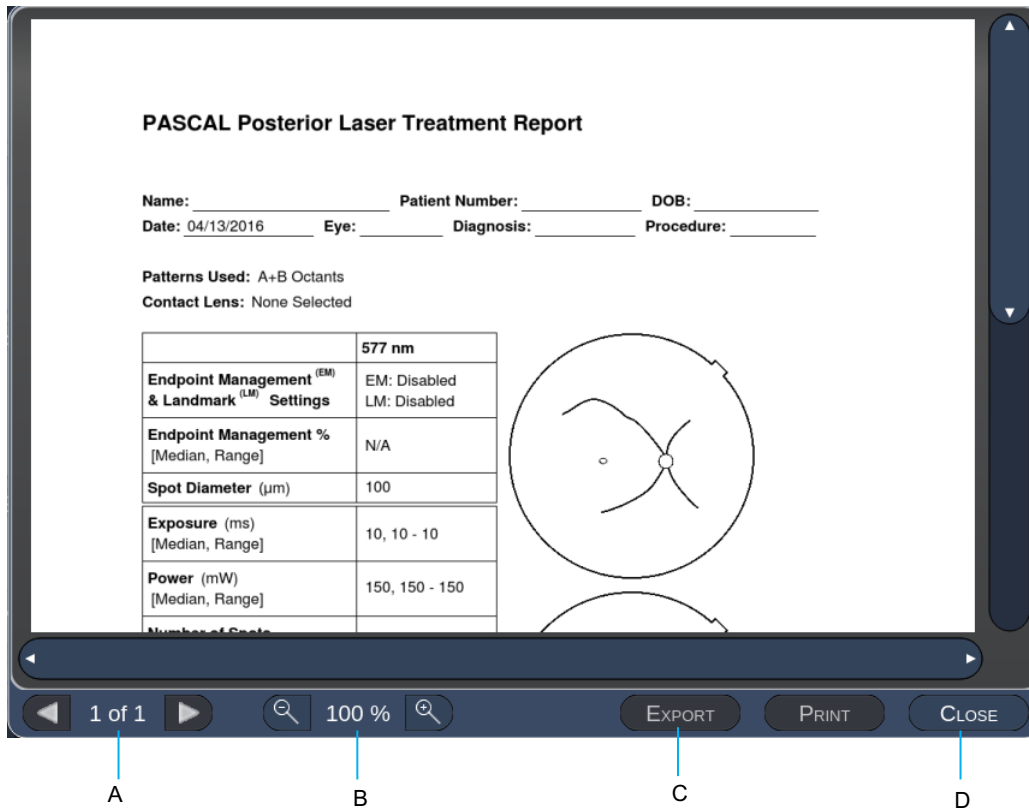 PASCAL Posterior Laser Treatment Report
Name: Patient Number: DOB:
Date: 04/13/2016 Eye: Diagnosis: Procedure:
Patterns Used: A+B Octants
Contact Lens: None Selected
577 nm
Endpoint Management (EM)
& Landmark (LM) Settings
EM: Disabled
LM: Disabled
Endpoint Management %
[Median, Range]
N/A
Spot Diameter (µm)
100
Exposure (ms)
[Median, Range]
10, 10 - 10
Power (mW)
[Median, Range]
150, 150 - 150
Number of Spots
1 of 1 100 % EXPORT PRINT CLOSE
A B C D